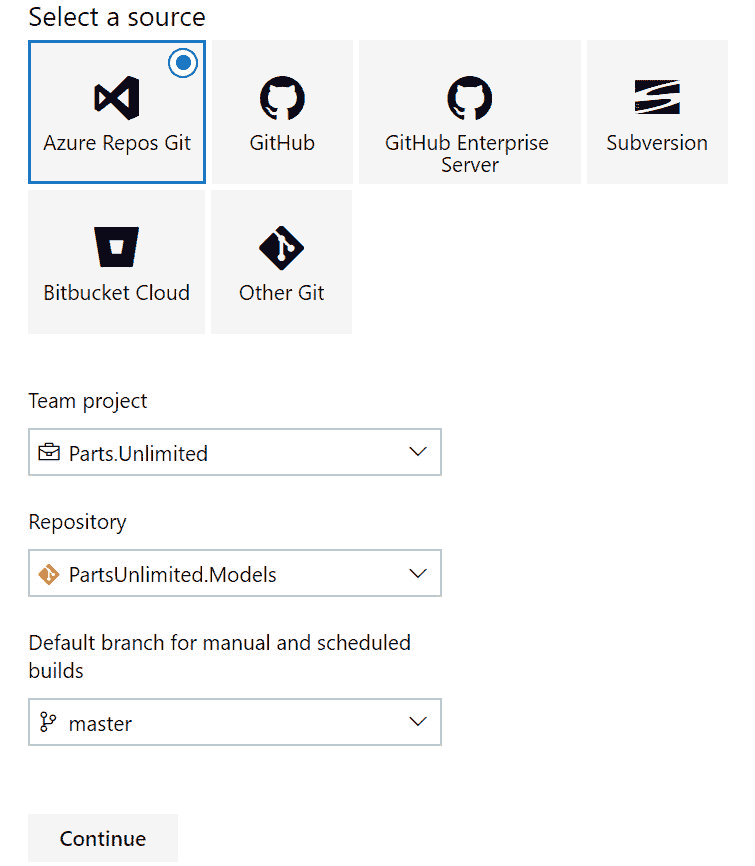 Select a source
Azure Repos Git
GitHub
GitHub Enterprise
Server
Subversion
Bitbucket Cloud
Other Git
Team project
Parts.Unlimited
Repository
PartsUnlimited.Models
Default branch for manual and scheduled
builds
master
Continue